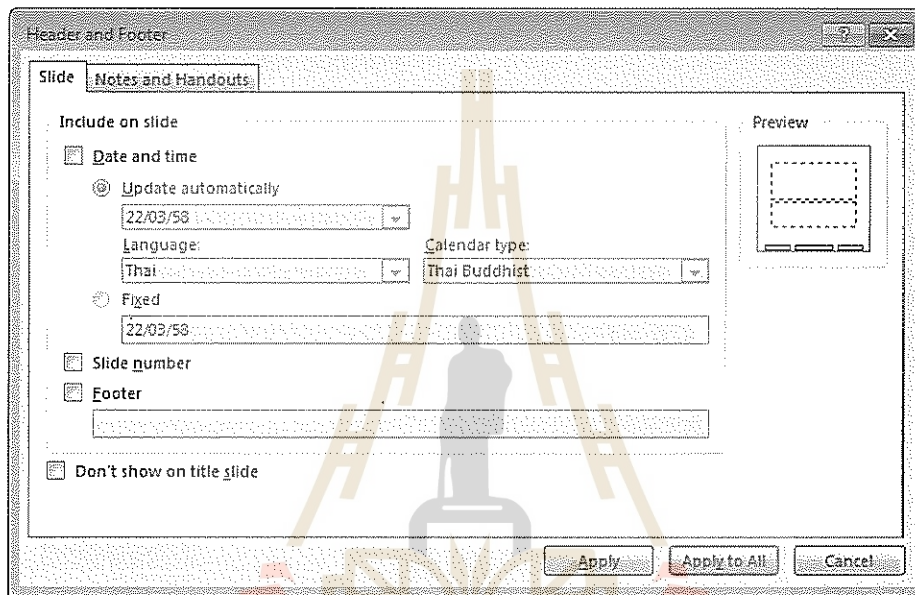 Header and Footer
Slide Notes and Handouts
Include on slide
Preview
Date and time
Update automatically
22/03/58
Language: Calendar type:
Thai Thai Buddhist
Fixed
22/03/58
Slide number
Footer
Don't show on title slide
Apply Apply to All Cancel